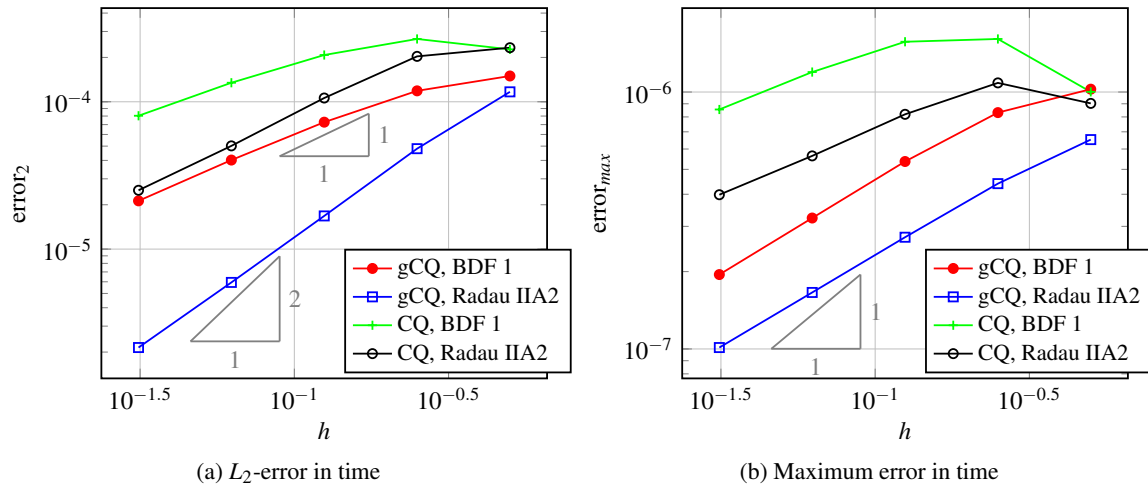 10^−4
10^−5
error_2
1
1
2
1
gCQ, BDF 1
gCQ, Radau IIA2
CQ, BDF 1
CQ, Radau IIA2
10^−1.5
10^−1
10^−0.5
h
(a) L_2-error in time
10^−6
10^−7
error_max
1
1
gCQ, BDF 1
gCQ, Radau IIA2
CQ, BDF 1
CQ, Radau IIA2
10^−1.5
10^−1
10^−0.5
h
(b) Maximum error in time